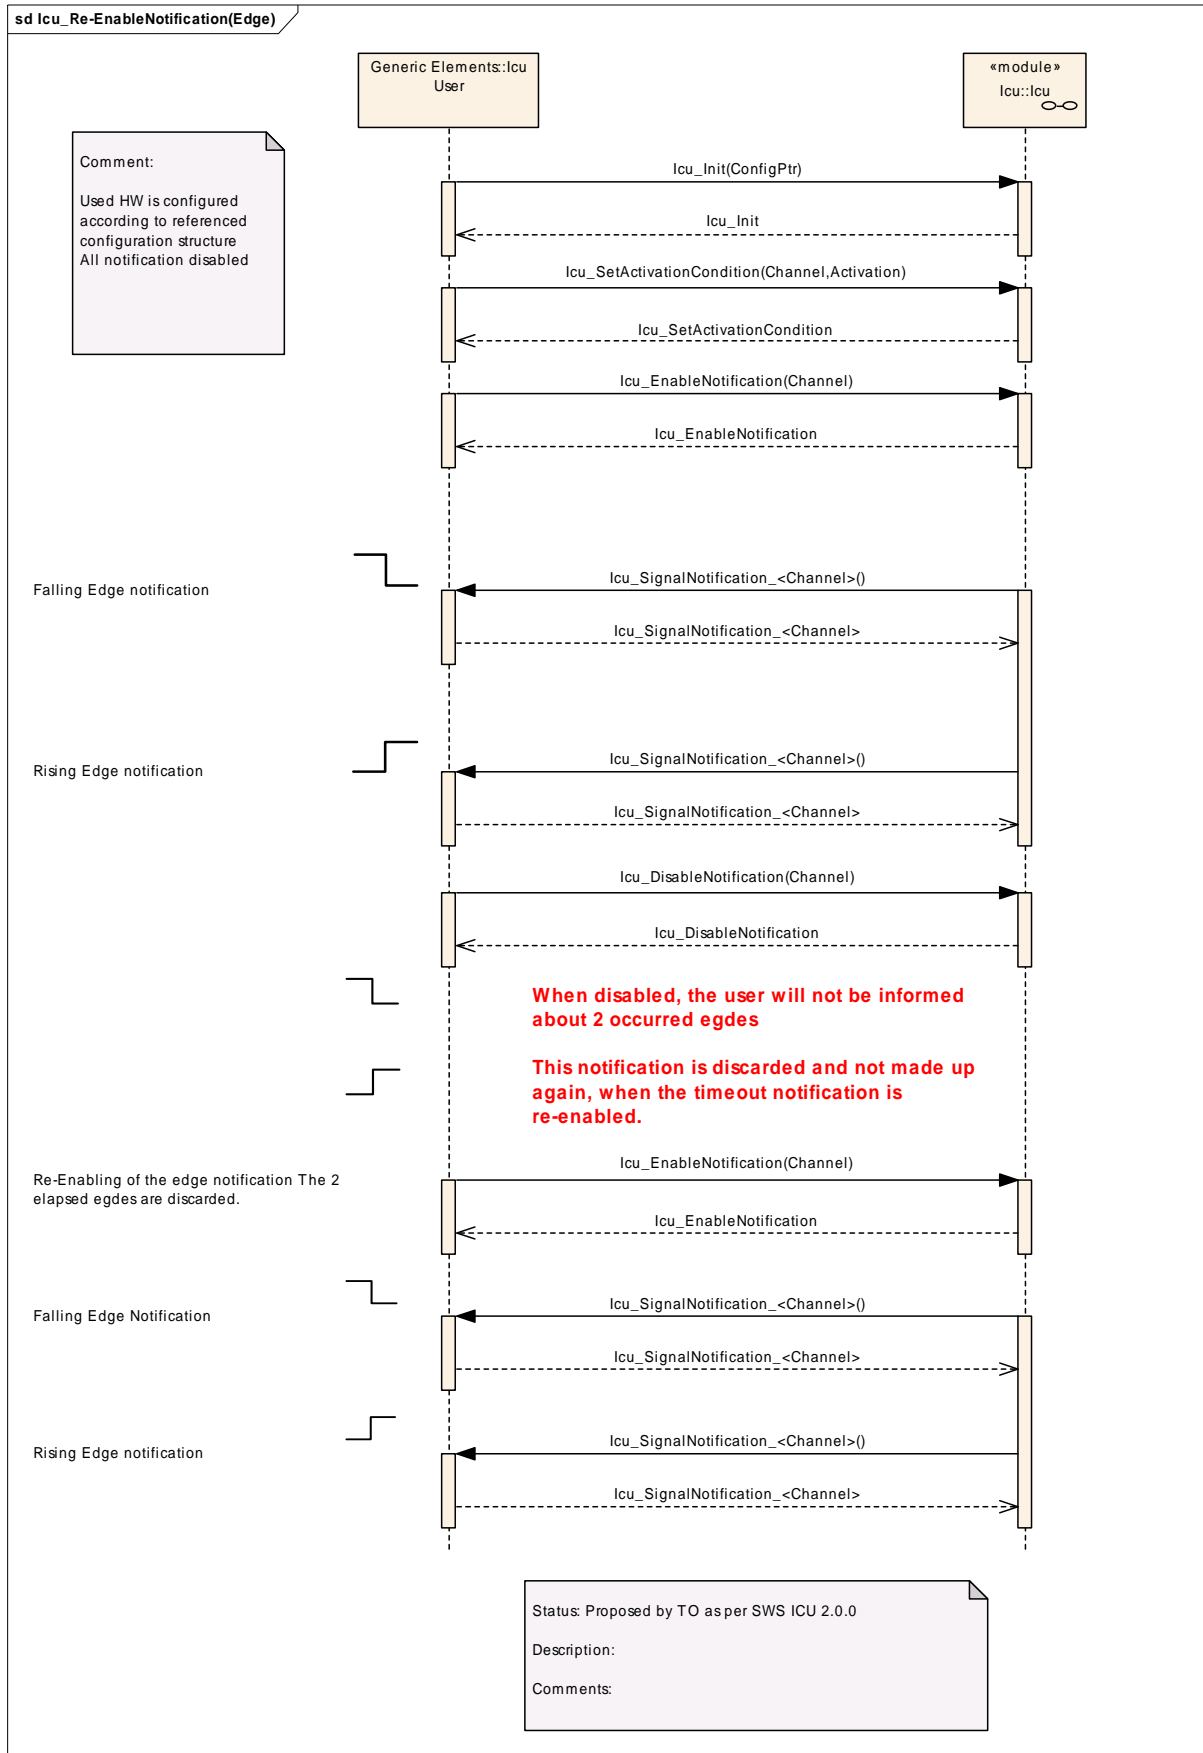 sd Icu_Re-EnableNotification(Edge)
Generic Elements::Icu
User
«module»
Icu::Icu
Comment:
Used HW is configured
according to referenced
configuration structure
All notification disabled
Icu_Init(ConfigPtr)
Icu_Init
Icu_SetActivationCondition(Channel,Activation)
Icu_SetActivationCondition
Icu_EnableNotification(Channel)
Icu_EnableNotification
Falling Edge notification
Icu_SignalNotification_<Channel>()
Icu_SignalNotification_<Channel>
Rising Edge notification
Icu_SignalNotification_<Channel>()
Icu_SignalNotification_<Channel>
Icu_DisableNotification(Channel)
Icu_DisableNotification
When disabled, the user will not be informed
about 2 occurred egdes
This notification is discarded and not made up
again, when the timeout notification is
re-enabled.
Re-Enabling of the edge notification The 2
elapsed egdes are discarded.
Icu_EnableNotification(Channel)
Icu_EnableNotification
Falling Edge Notification
Icu_SignalNotification_<Channel>()
Icu_SignalNotification_<Channel>
Rising Edge notification
Icu_SignalNotification_<Channel>()
Icu_SignalNotification_<Channel>
Status: Proposed by TO as per SWS ICU 2.0.0
Description:
Comments: